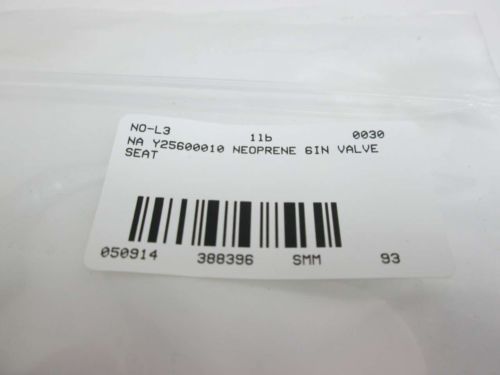 NO-L3 1lb 0030
NA Y25600010 NEOPRENE 6IN VALVE
SEAT
050914 388396 SMM 93